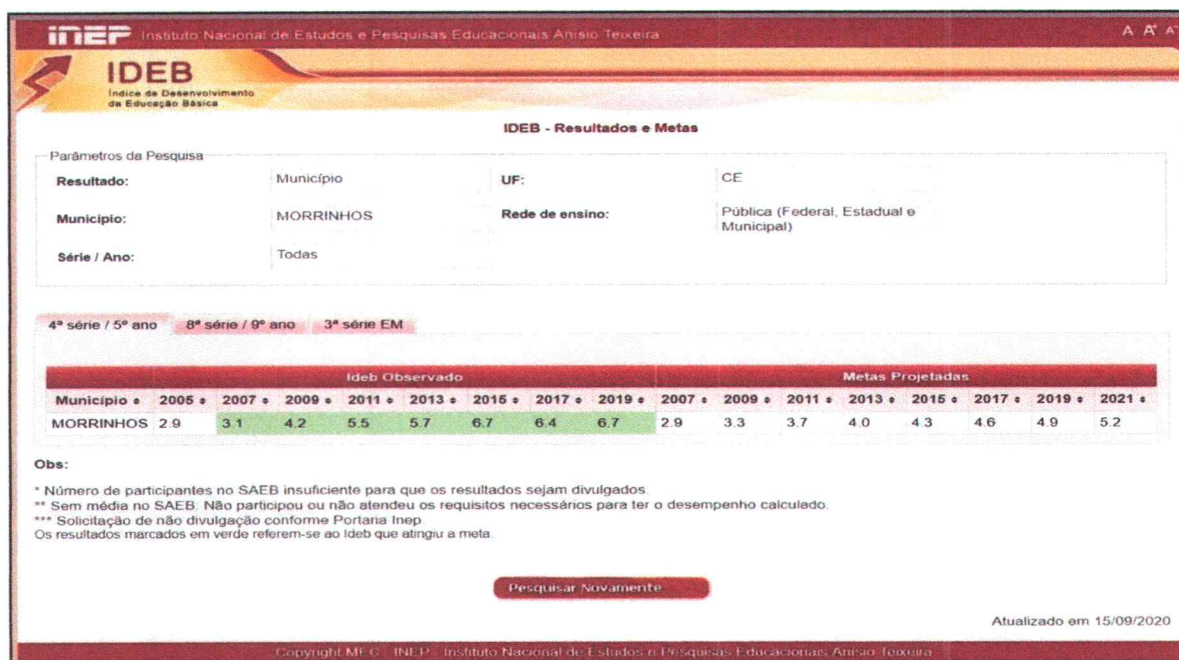 inep Instituto Nacional de Estudos e Pesquisas Educacionais Anísio Teixeira A A+ A-
IDEB
Índice de Desenvolvimento
da Educação Básica
IDEB - Resultados e Metas
Parâmetros da Pesquisa
Resultado: Município UF: CE
Município: MORRINHOS Rede de ensino: Pública (Federal, Estadual e
Municipal)
Série / Ano: Todas
4ª série / 5º ano 8ª série / 9º ano 3ª série EM
Ideb Observado Metas Projetadas
Município 2005 2007 2009 2011 2013 2015 2017 2019 2007 2009 2011 2013 2015 2017 2019 2021
MORRINHOS 2.9 3.1 4.2 5.5 5.7 6.7 6.4 6.7 2.9 3.3 3.7 4.0 4.3 4.6 4.9 5.2
Obs:
* Número de participantes no SAEB insuficiente para que os resultados sejam divulgados.
** Sem média no SAEB: Não participou ou não atendeu os requisitos necessários para ter o desempenho calculado.
*** Solicitação de não divulgação conforme Portaria Inep.
Os resultados marcados em verde referem-se ao Ideb que atingiu a meta.
Pesquisar Novamente
Atualizado em 15/09/2020
Copyright MEC - INEP - Instituto Nacional de Estudos e Pesquisas Educacionais Anísio Teixeira